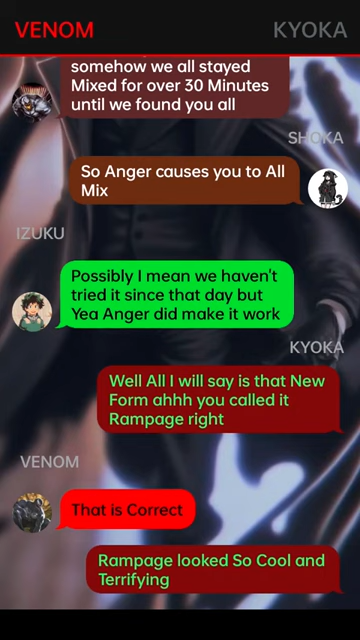 VENOM KYOKA
somehow we all stayed
Mixed for over 30 Minutes
until we found you all
SHOKA
So Anger causes you to All
Mix
IZUKU
Possibly I mean we haven't
tried it since that day but
Yea Anger did make it work
KYOKA
Well All I will say is that New
Form ahhh you called it
Rampage right
VENOM
That is Correct
Rampage looked So Cool and
Terrifying